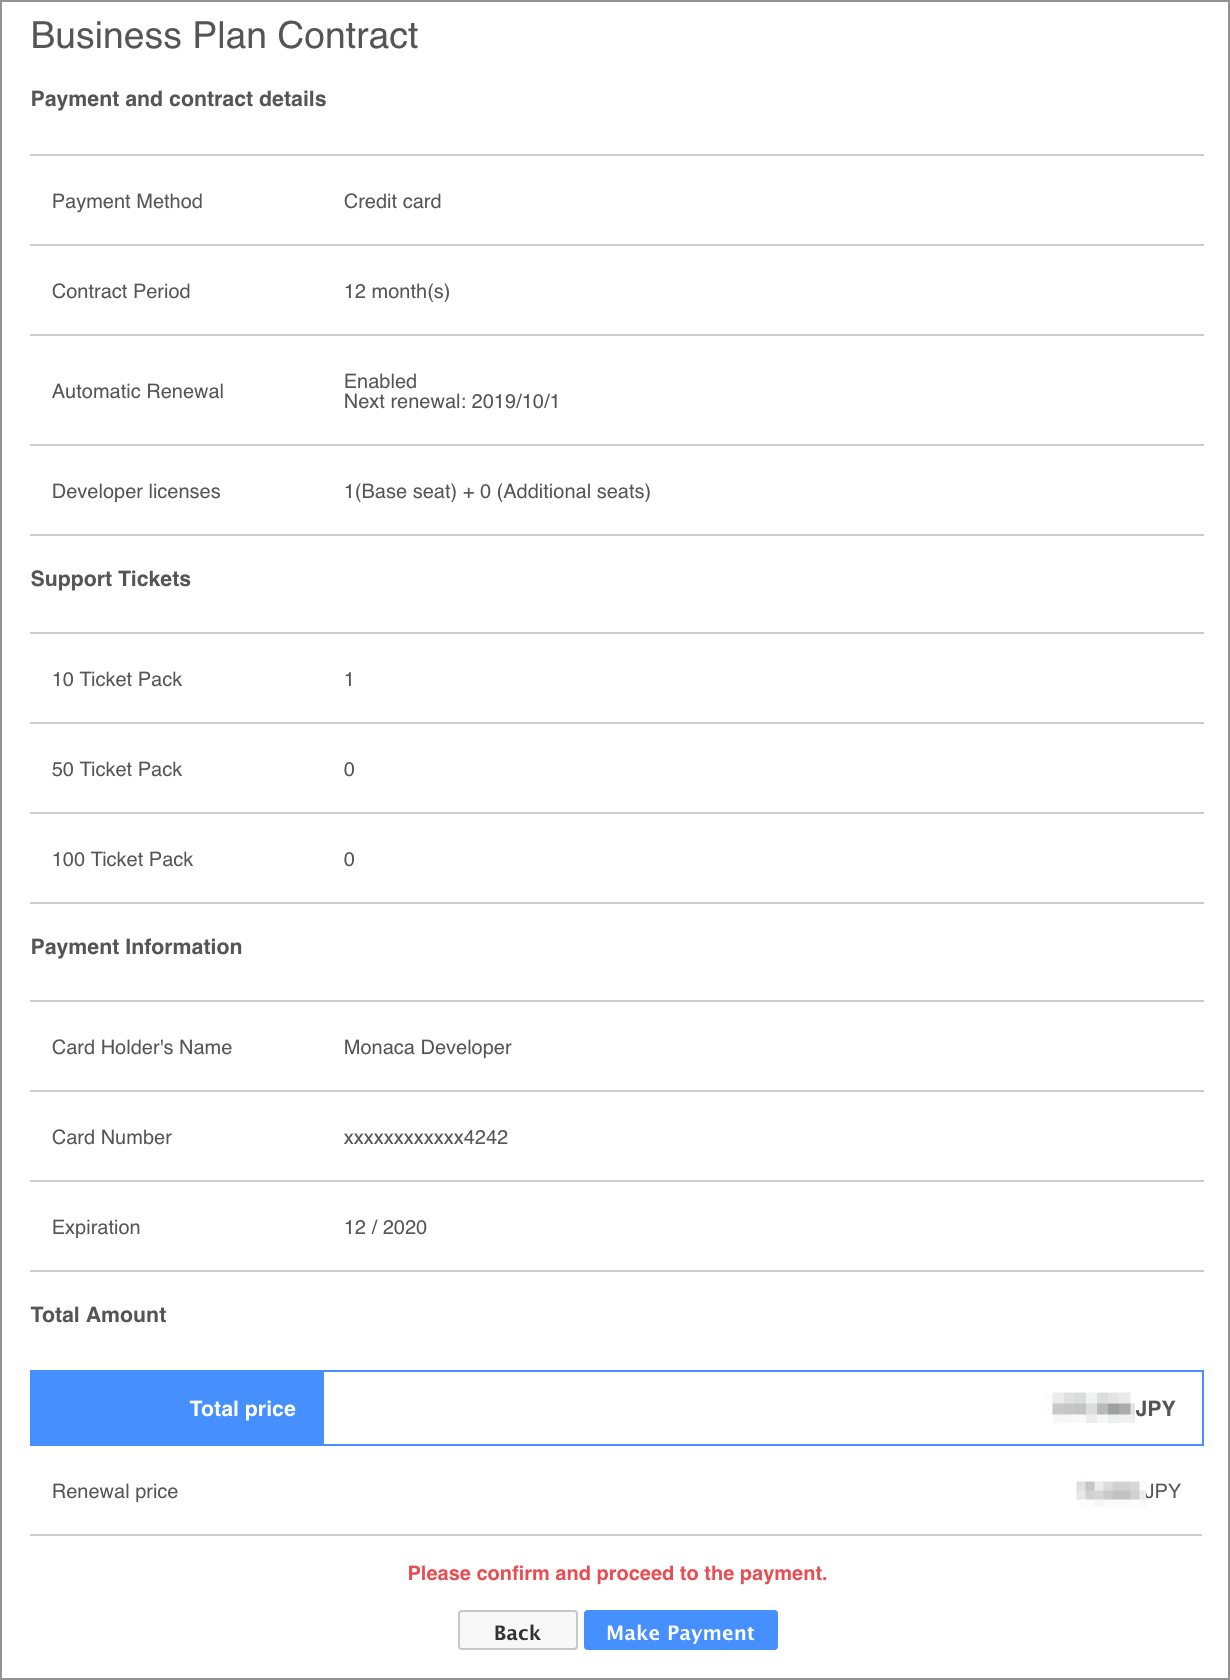 Business Plan Contract
Payment and contract details
Payment Method Credit card
Contract Period 12 month(s)
Automatic Renewal Enabled
Next renewal: 2019/10/1
Developer licenses 1(Base seat) + 0 (Additional seats)
Support Tickets
10 Ticket Pack 1
50 Ticket Pack 0
100 Ticket Pack 0
Payment Information
Card Holder's Name Monaca Developer
Card Number xxxxxxxxxxxx4242
Expiration 12 / 2020
Total Amount
Total price JPY
Renewal price JPY
Please confirm and proceed to the payment.
Back Make Payment